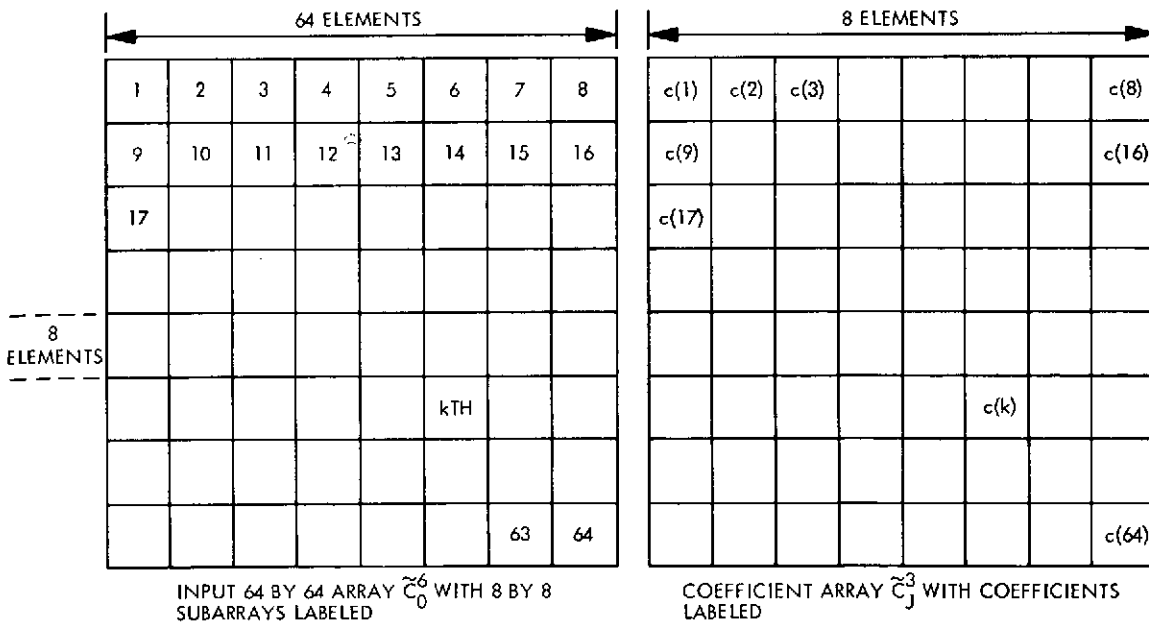 64 ELEMENTS
8 ELEMENTS
1 2 3 4 5 6 7 8
9 10 11 12 13 14 15 16
17
8
ELEMENTS
kTH
63 64
INPUT 64 BY 64 ARRAY C̃₀⁶ WITH 8 BY 8
SUBARRAYS LABELED
c(1) c(2) c(3) c(8)
c(9) c(16)
c(17)
c(k)
c(64)
COEFFICIENT ARRAY C̃_J³ WITH COEFFICIENTS
LABELED